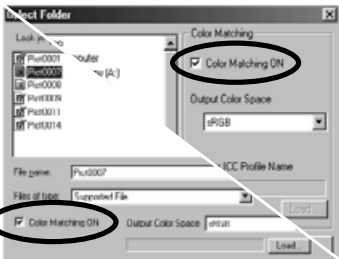 Select Folder
Look
Color Matching
Pict0001
Pict0007
(A:)
Pict0008
Pict0009
Pict0011
Pict0014
Color Matching ON
Output Color Space
sRGB
File name: Pict0007
ICC Profile Name
Files of type: Supported File
Load...
Color Matching ON
Output Color Space sRGB
Load...